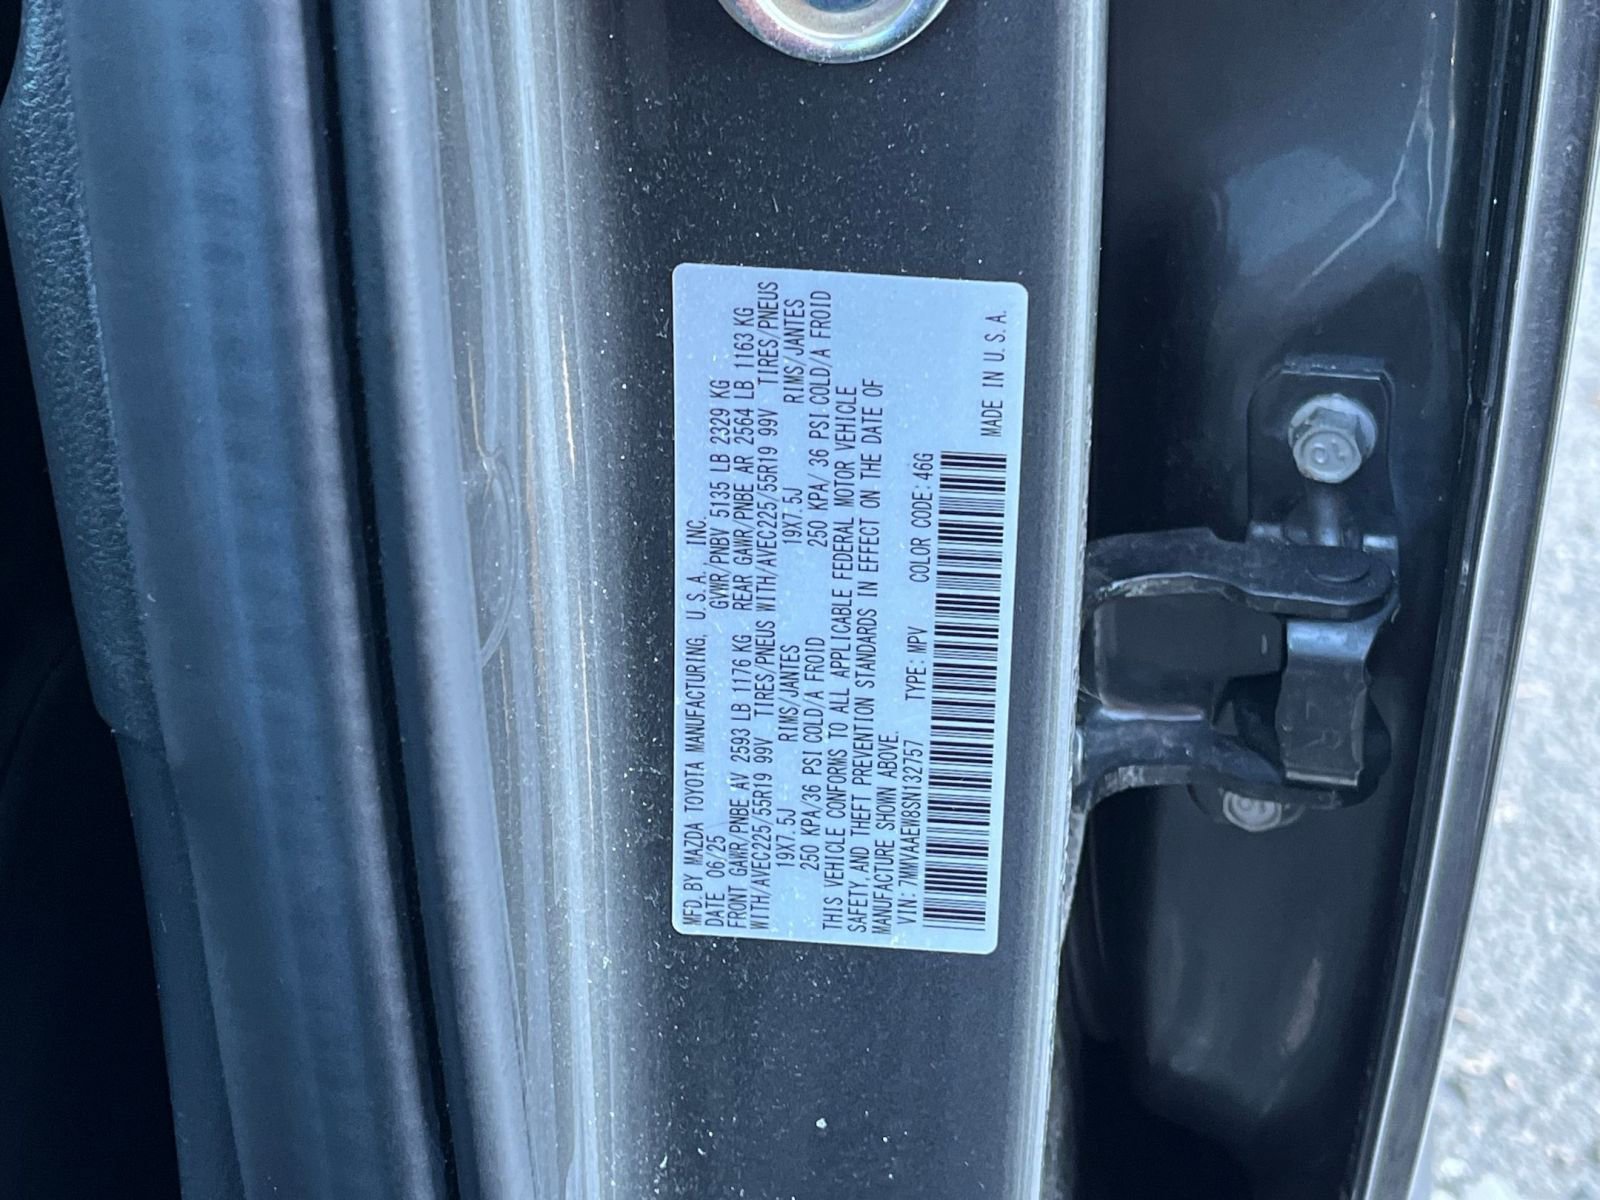 MFD. BY MAZDA TOYOTA MANUFACTURING, U. S. A. INC.
DATE 06/25 GVWR/PNBV 5135 LB 2329 KG
FRONT GAWR/PNBE AV 2593 LB 1176 KG REAR GAWR/PNBE AR 2564 LB 1163 KG
WITH/AVEC225/55R19 99V TIRES/PNEUS WITH/AVEC225/55R19 99V TIRES/PNEUS
19X7. 5J RIMS/JANTES 19X7. 5J RIMS/JANTES
250 KPA/36 PSI COLD/A FROID 250 KPA/ 36 PSI COLD/A FROID
THIS VEHICLE CONFORMS TO ALL APPLICABLE FEDERAL MOTOR VEHICLE
SAFETY, AND THEFT PREVENTION STANDARDS IN EFFECT ON THE DATE OF
MANUFACTURE SHOWN ABOVE.
VIN: 7MMVAAEW8SN132757 TYPE: MPV COLOR CODE: 46G
MADE IN U. S. A.
10